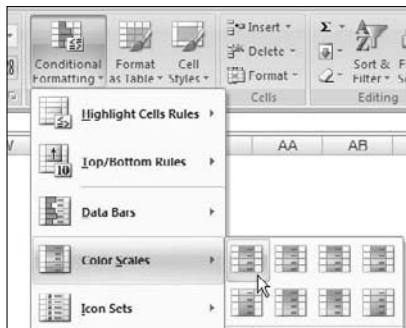 Conditional Formatting
Format as Table
Cell Styles
Insert
Delete
Format
Cells
Σ
Sort & Filter
Editing
Highlight Cells Rules
AA AB
Top/Bottom Rules
10
Data Bars
Color Scales
Icon Sets